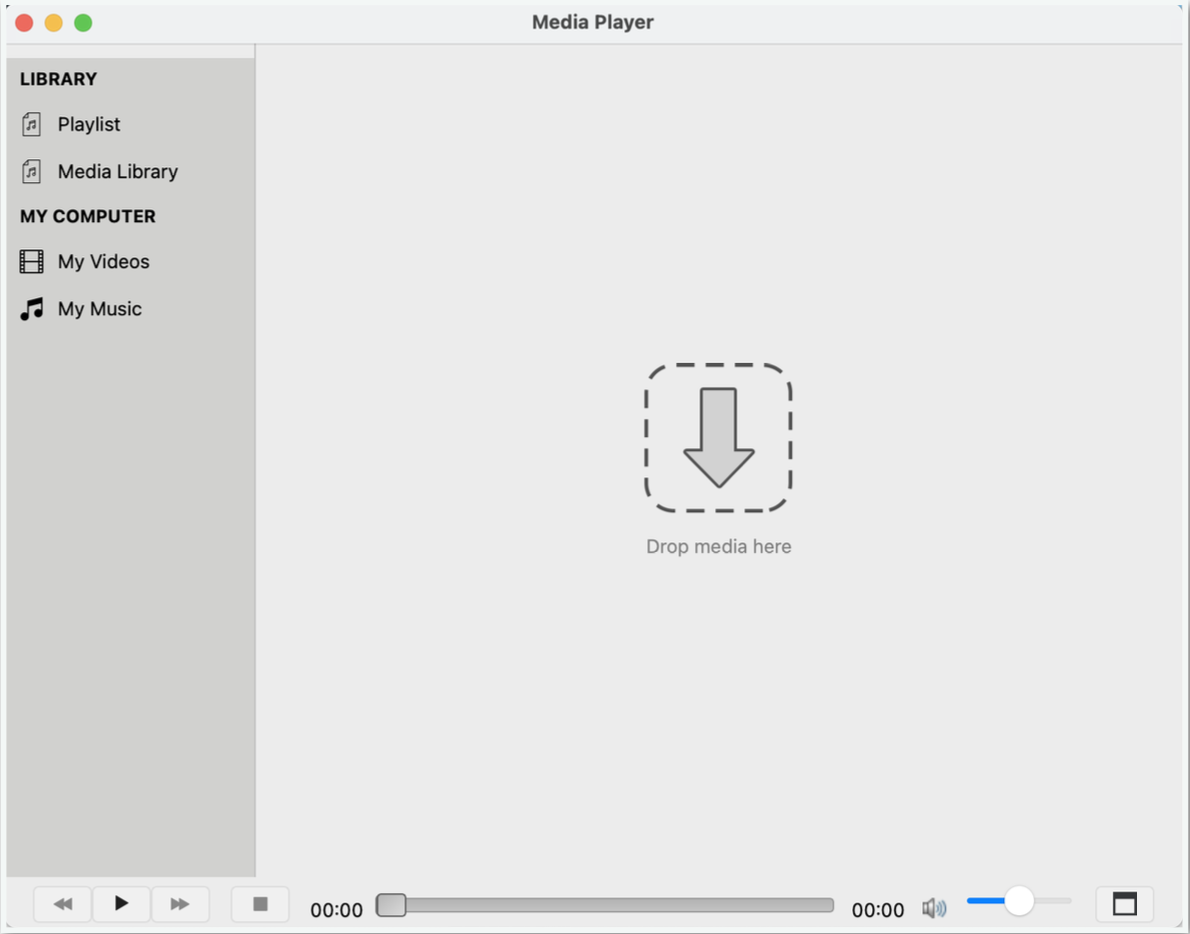 Media Player
LIBRARY
Playlist
Media Library
MY COMPUTER
My Videos
My Music
Drop media here
00:00
00:00